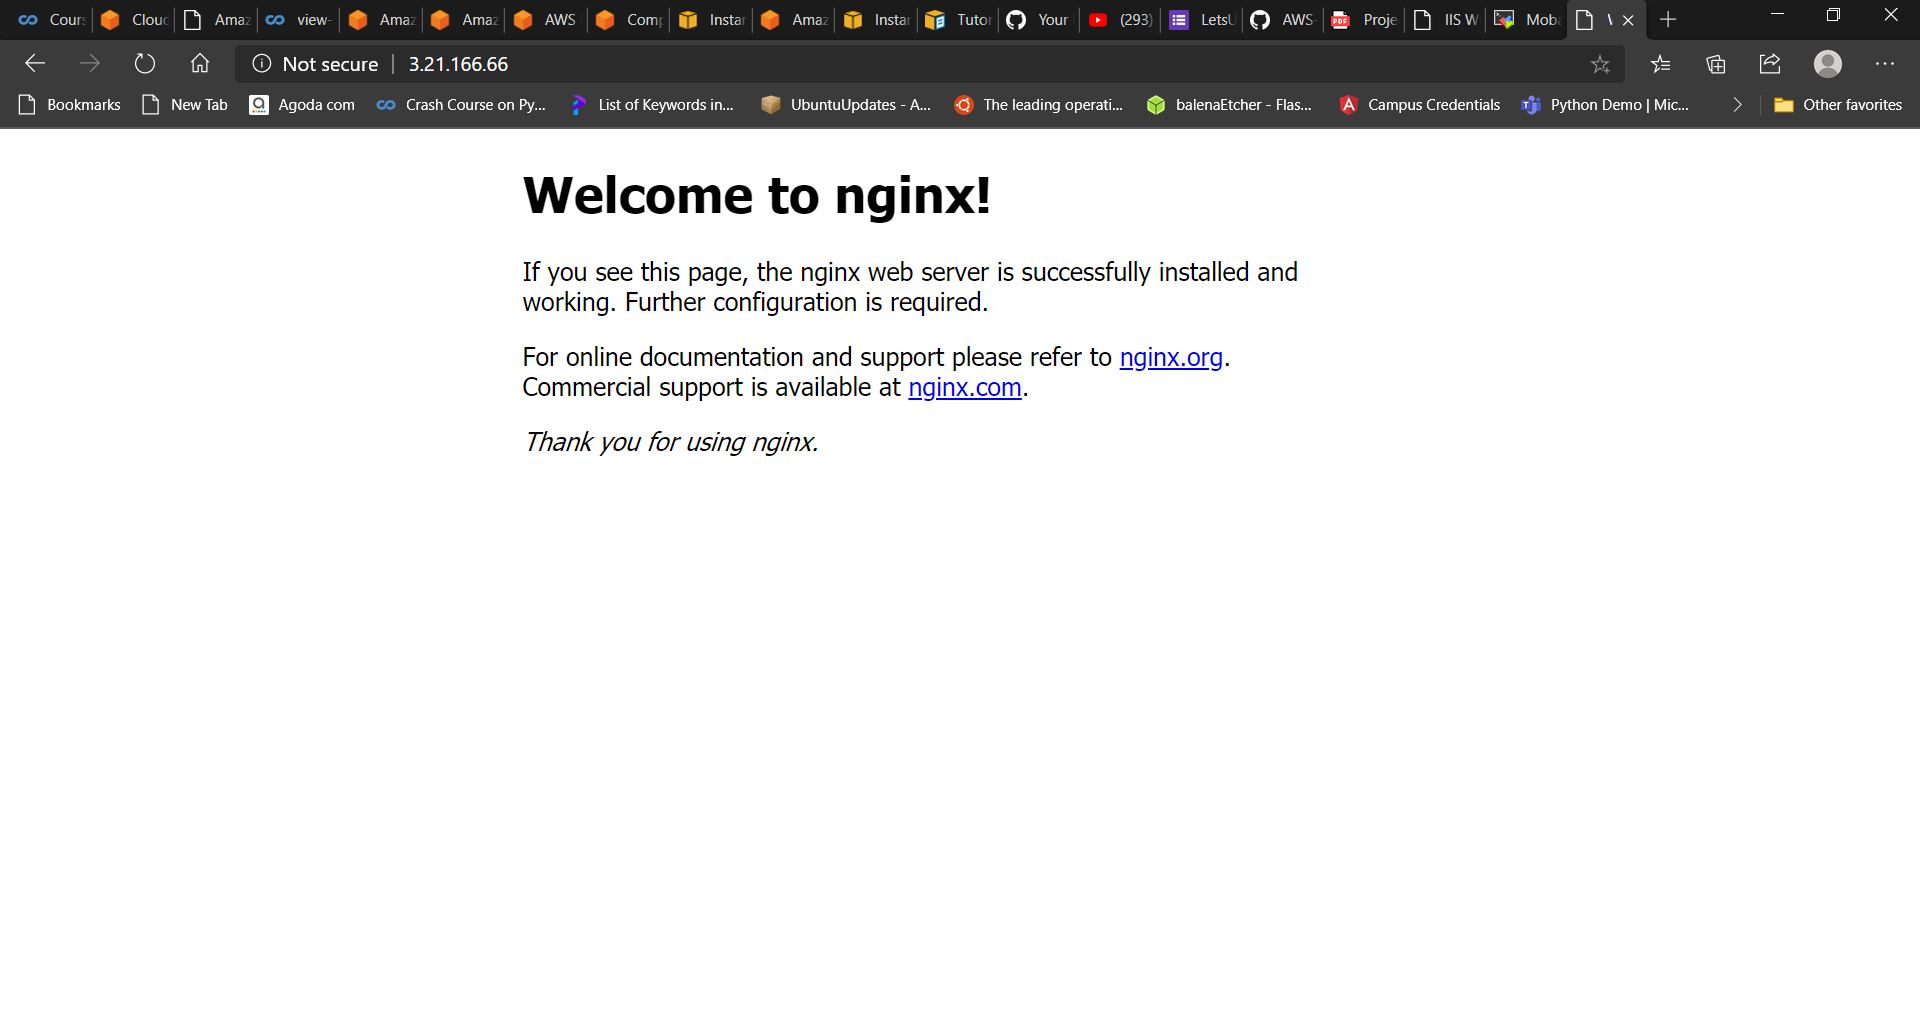 Cours Clouc Amaz view- Amaz Amaz AWS Comp Instar Amaz Instar Tutor Your (293) LetsU AWS- Proje IIS W Moba
Not secure 3.21.166.66
Bookmarks New Tab Agoda com Crash Course on Py... List of Keywords in... UbuntuUpdates - A... The leading operati... balenaEtcher - Flas... Campus Credentials Python Demo | Mic... Other favorites
Welcome to nginx!
If you see this page, the nginx web server is successfully installed and
working. Further configuration is required.
For online documentation and support please refer to nginx.org.
Commercial support is available at nginx.com.
Thank you for using nginx.